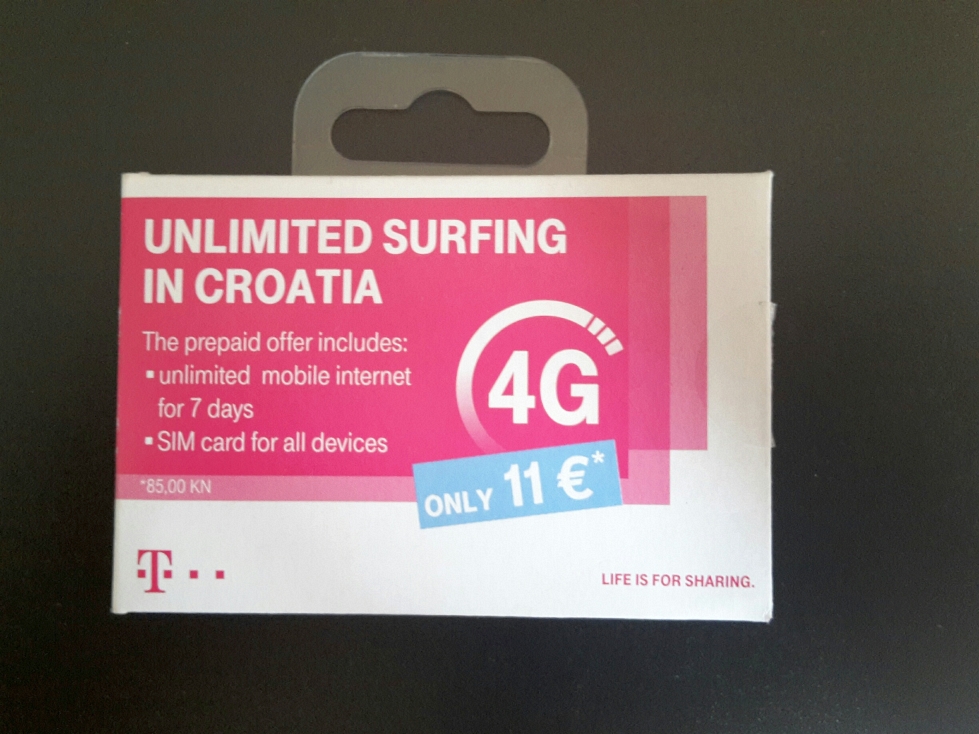 UNLIMITED SURFING
IN CROATIA
The prepaid offer includes:
▪ unlimited mobile internet
for 7 days
▪ SIM card for all devices
4G
*85,00 KN
ONLY 11 €*
T
LIFE IS FOR SHARING.